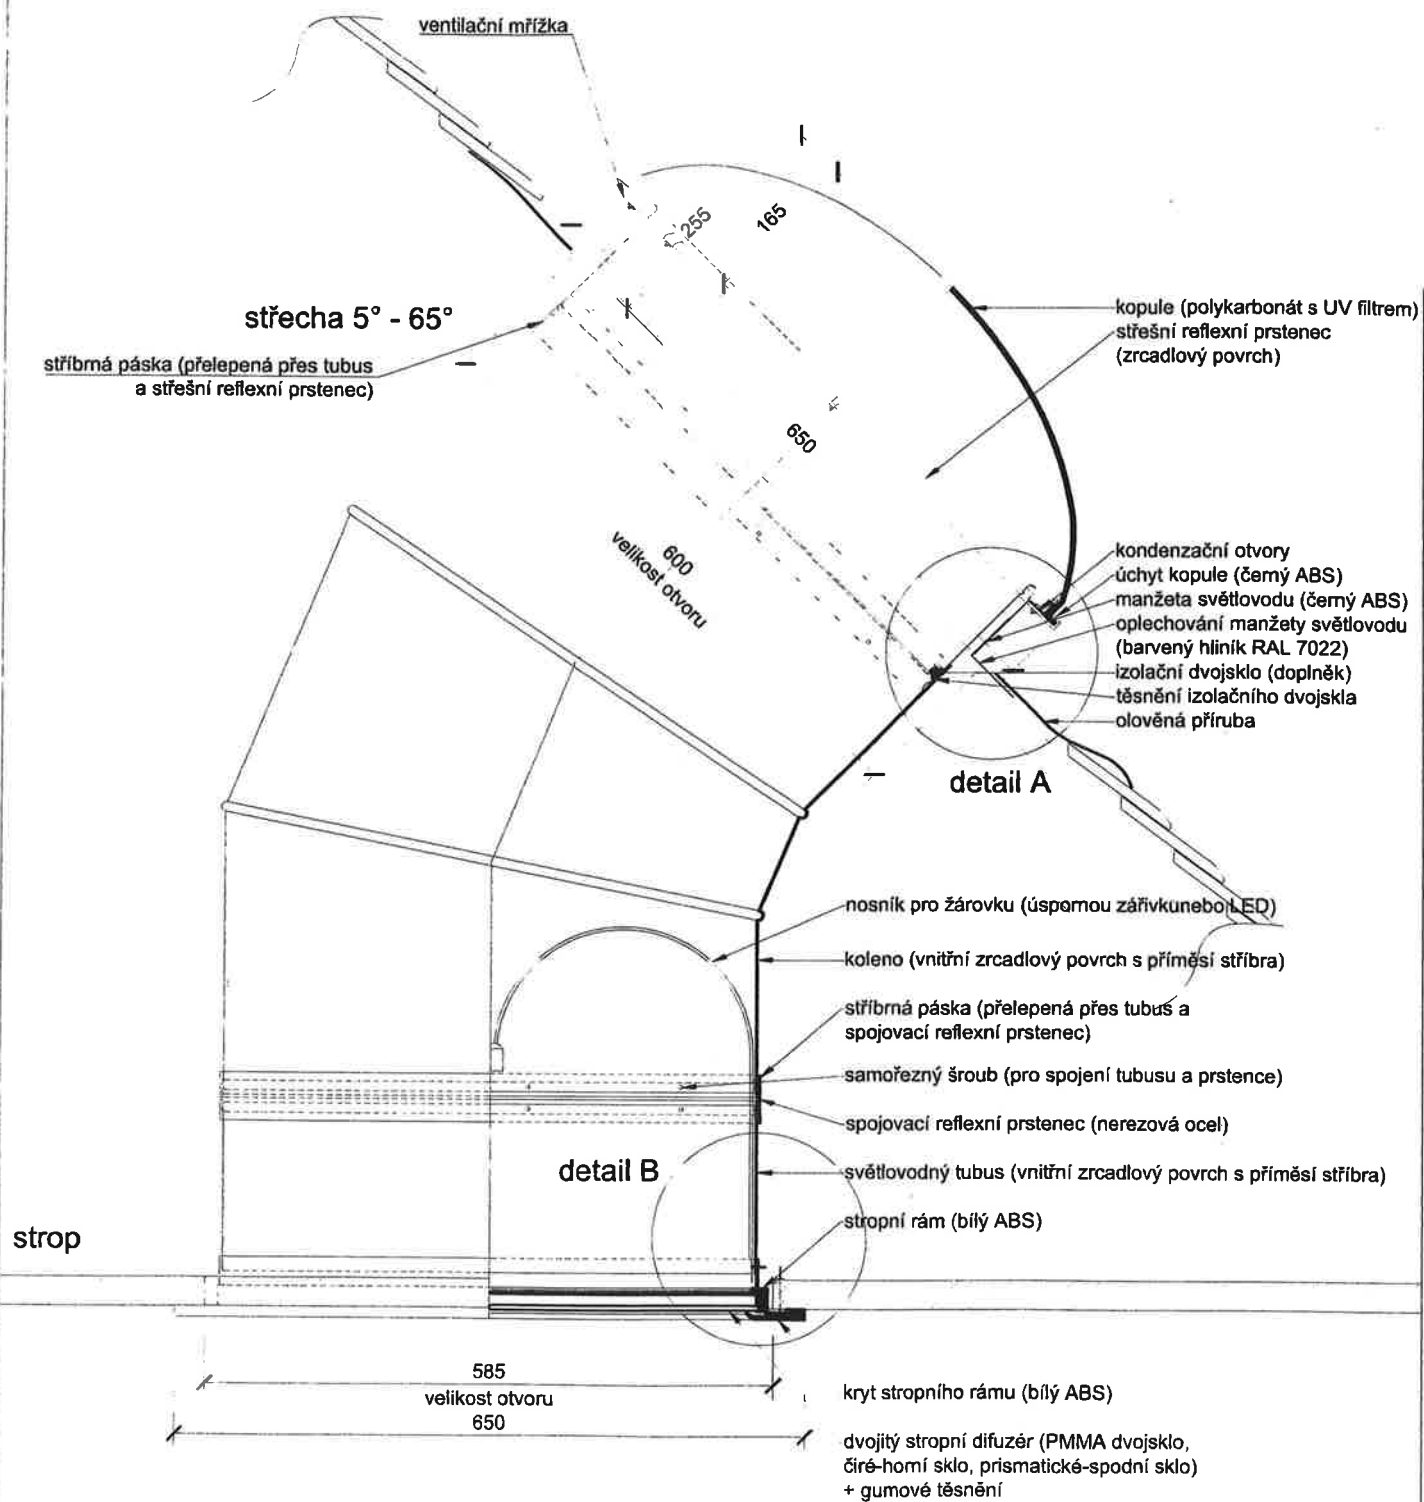 ventilační mřížka
255
165
střecha 5° - 65°
stříbrná páska (přelepená přes tubus
a střešní reflexní prstenec)
kopule (polykarbonát s UV filtrem)
střešní reflexní prstenec
(zrcadlový povrch)
650
600
velikost otvoru
kondenzační otvory
úchyt kopule (černý ABS)
manžeta světlovodu (černý ABS)
oplechování manžety světlovodu
(barvený hliník RAL 7022)
izolační dvojsklo (doplněk)
těsnění izolačního dvojskla
olověná příruba
detail A
nosník pro žárovku (úspornou zářivkunebo LED)
koleno (vnitřní zrcadlový povrch s příměsí stříbra)
stříbrná páska (přelepená přes tubus a
spojovací reflexní prstenec)
samořezný šroub (pro spojení tubusu a prstence)
spojovací reflexní prstenec (nerezová ocel)
detail B
světlovodný tubus (vnitřní zrcadlový povrch s příměsí stříbra)
stropní rám (bílý ABS)
strop
585
velikost otvoru
650
kryt stropního rámu (bílý ABS)
dvojitý stropní difuzér (PMMA dvojsklo,
čiré-horní sklo, prismatické-spodní sklo)
+ gumové těsnění